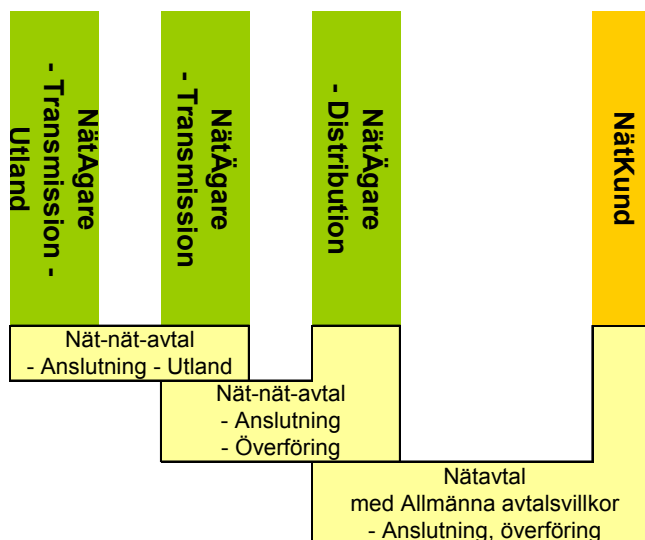 NätÄgare
- Transmission -
Utland
NätÄgare
- Transmission
NätÄgare
- Distribution
NätKund
Nät-nät-avtal
- Anslutning - Utland
Nät-nät-avtal
- Anslutning
- Överföring
Nätavtal
med Allmänna avtalsvillkor
- Anslutning, överföring